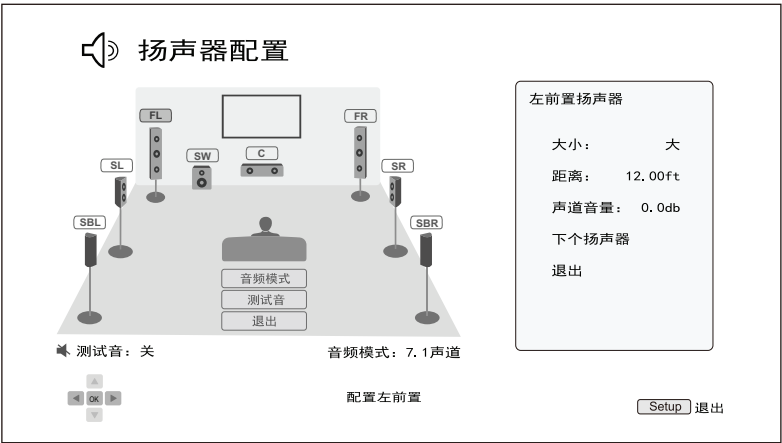 扬声器配置
FL
FR
SW
C
SL
SR
SBL
SBR
音频模式
测试音
退出
测试音：关
音频模式：7.1声道
左前置扬声器
大小： 大
距离： 12.00ft
声道音量： 0.0db
下个扬声器
退出
OK
配置左前置
Setup 退出